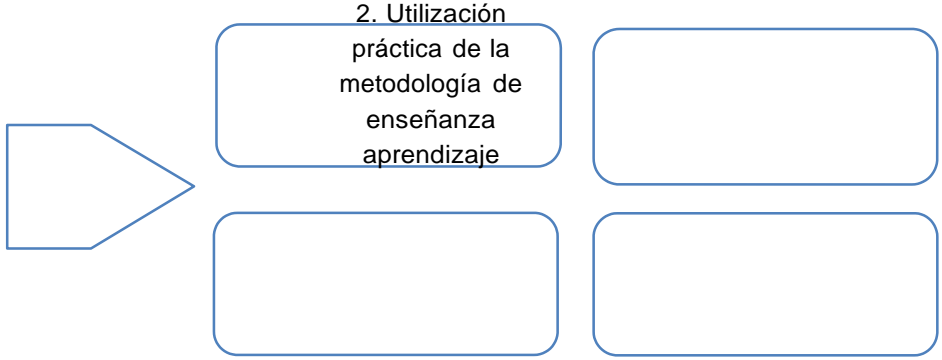 2. Utilización
práctica de la
metodología de
enseñanza
aprendizaje